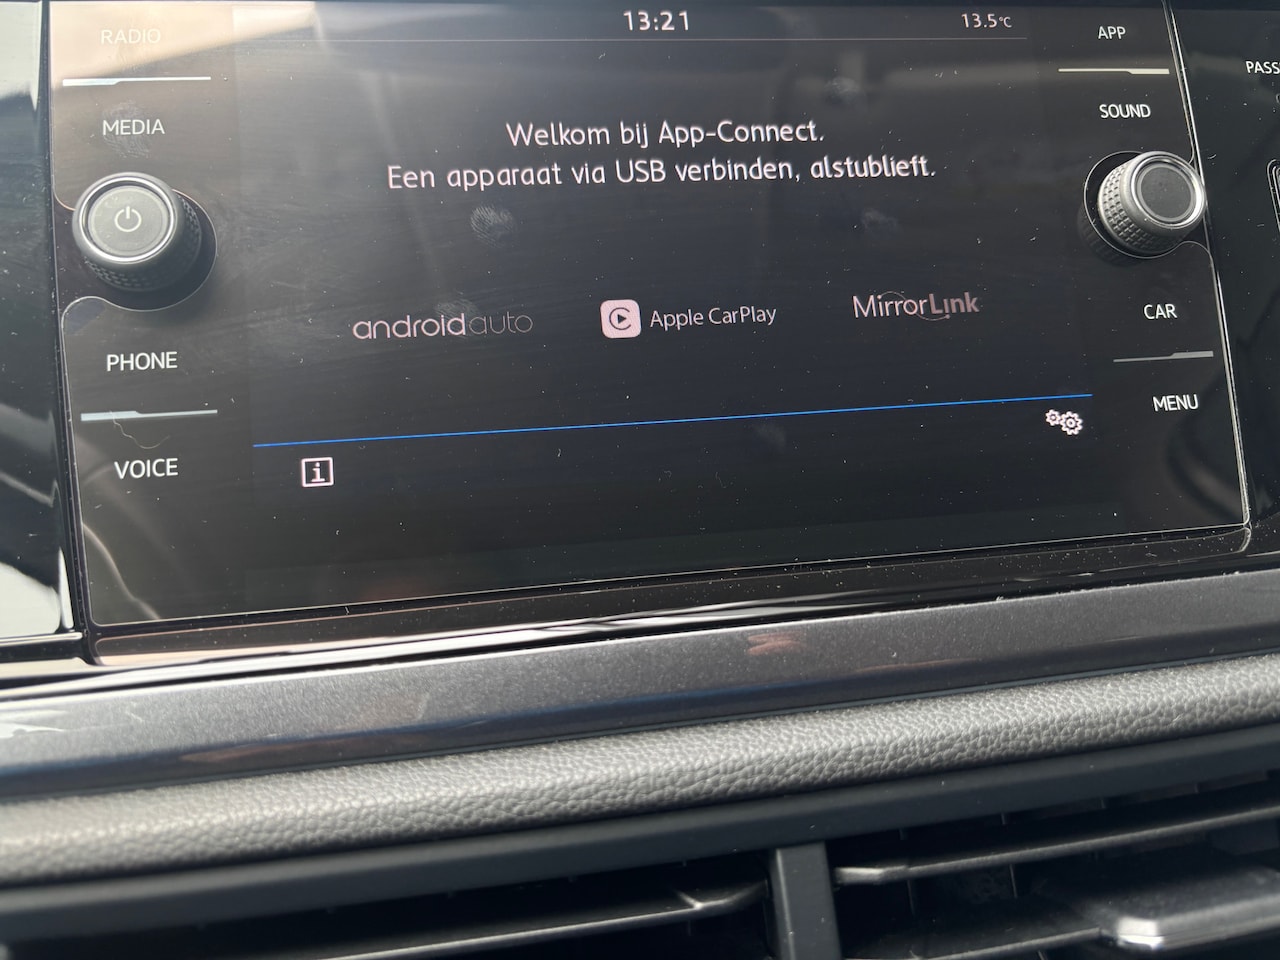 13:21
13.5°C
RADIO
MEDIA
PHONE
VOICE
Welkom bij App-Connect.
Een apparaat via USB verbinden, alstublieft.
androidauto
Apple CarPlay
MirrorLink
i
APP
SOUND
CAR
MENU
PASS